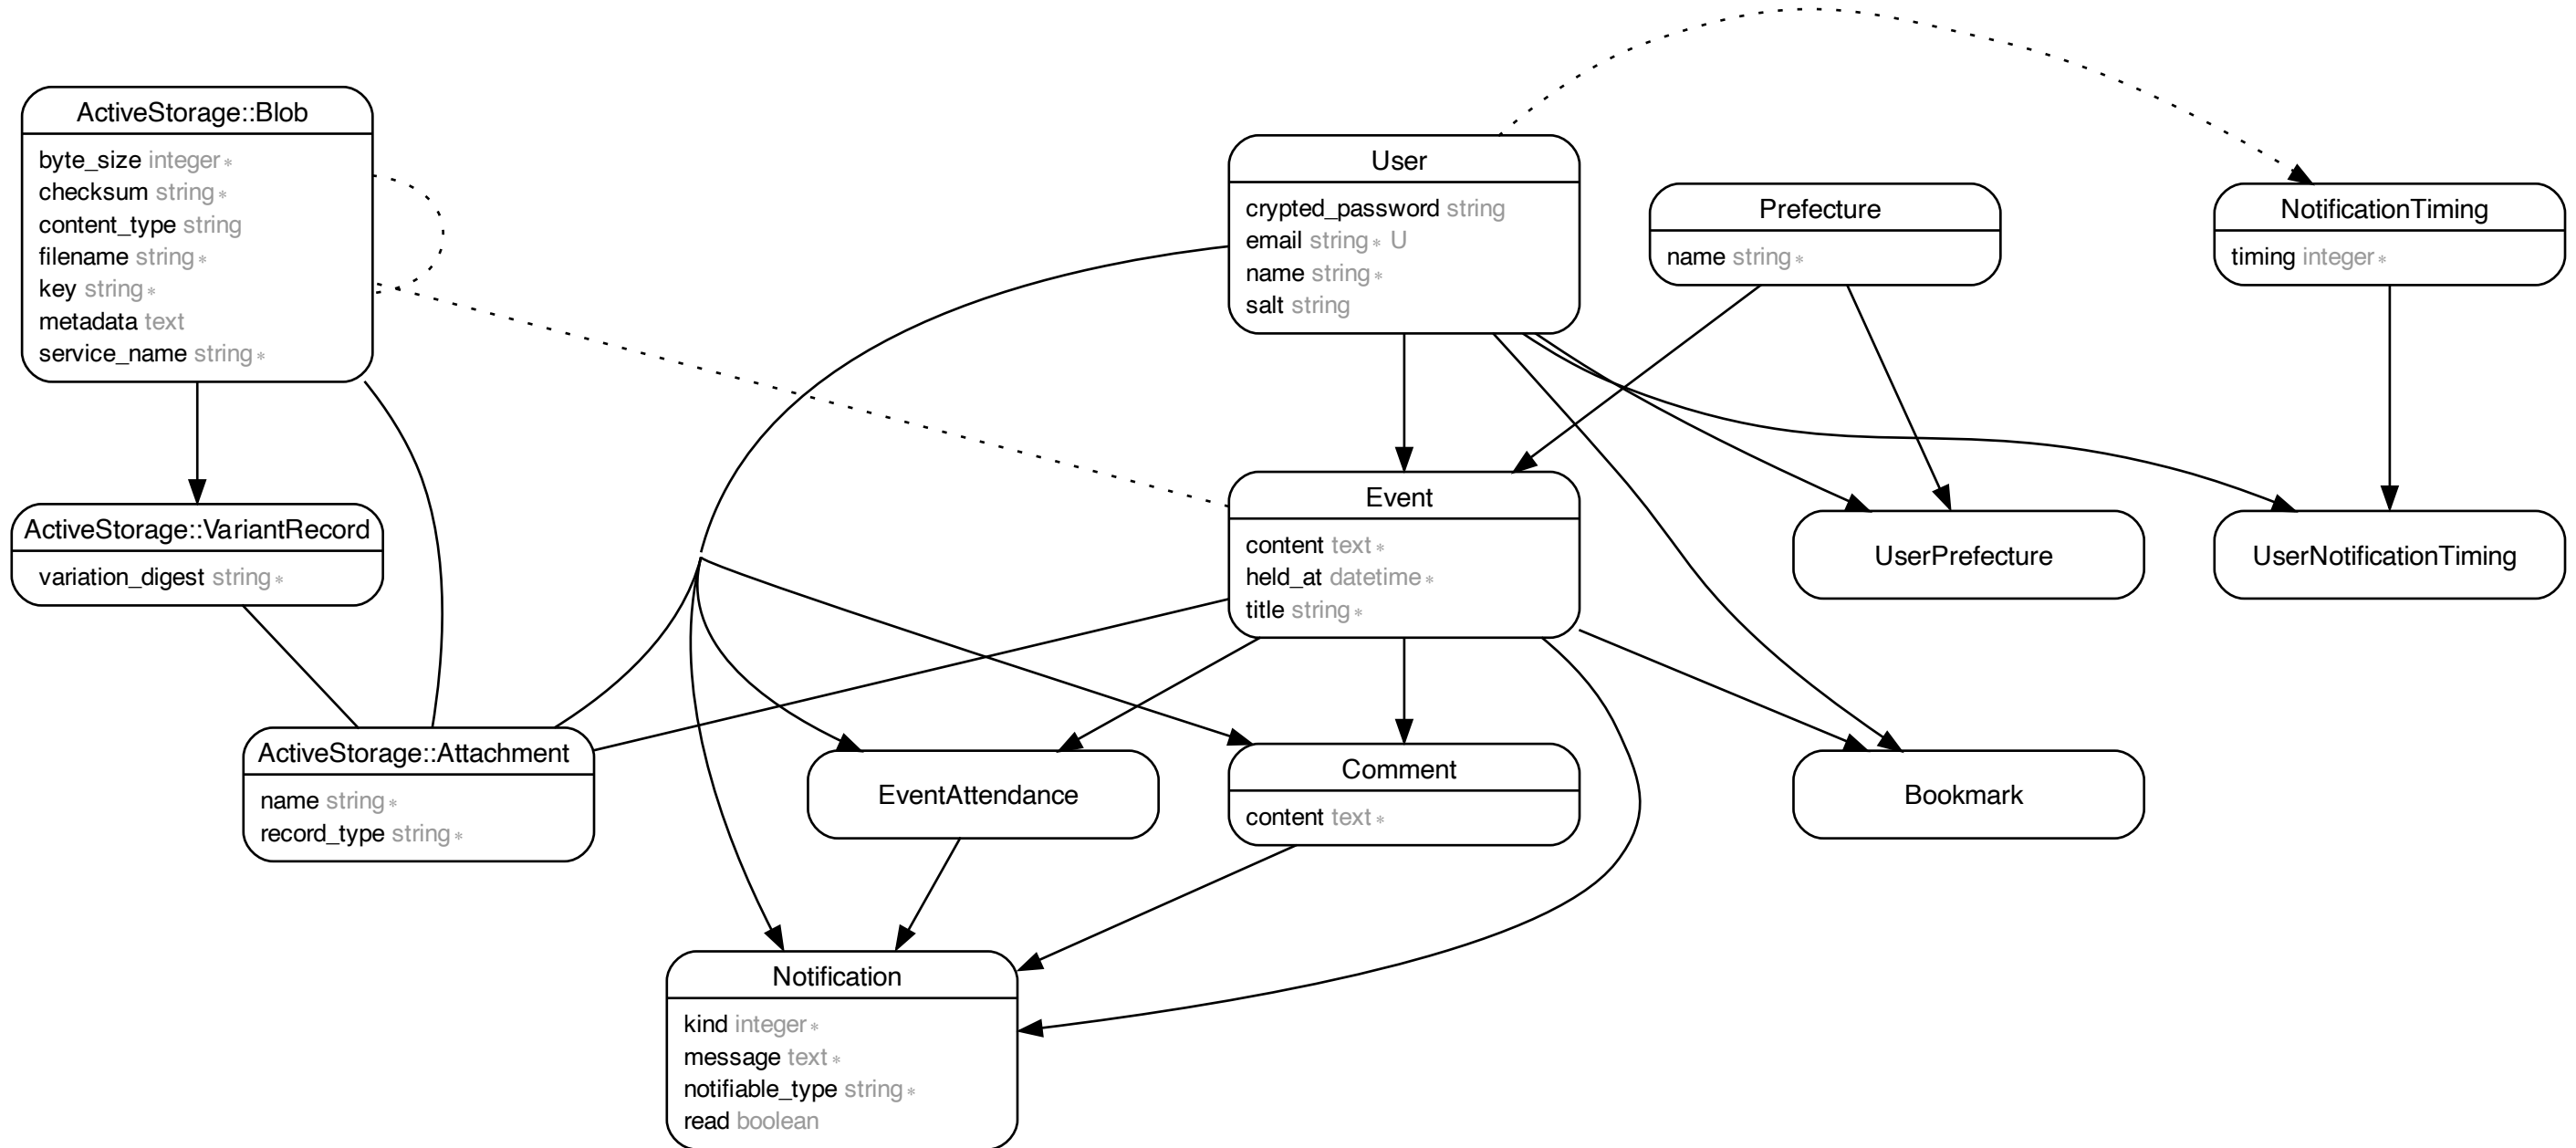 ActiveStorage::Blob
byte_size integer *
checksum string *
content_type string
filename string *
key string *
metadata text
service_name string *
User
crypted_password string
email string * U
name string *
salt string
Prefecture
name string *
NotificationTiming
timing integer *
ActiveStorage::VariantRecord
variation_digest string *
Event
content text *
held_at datetime *
title string *
UserPrefecture
UserNotificationTiming
ActiveStorage::Attachment
name string *
record_type string *
EventAttendance
Comment
content text *
Bookmark
Notification
kind integer *
message text *
notifiable_type string *
read boolean